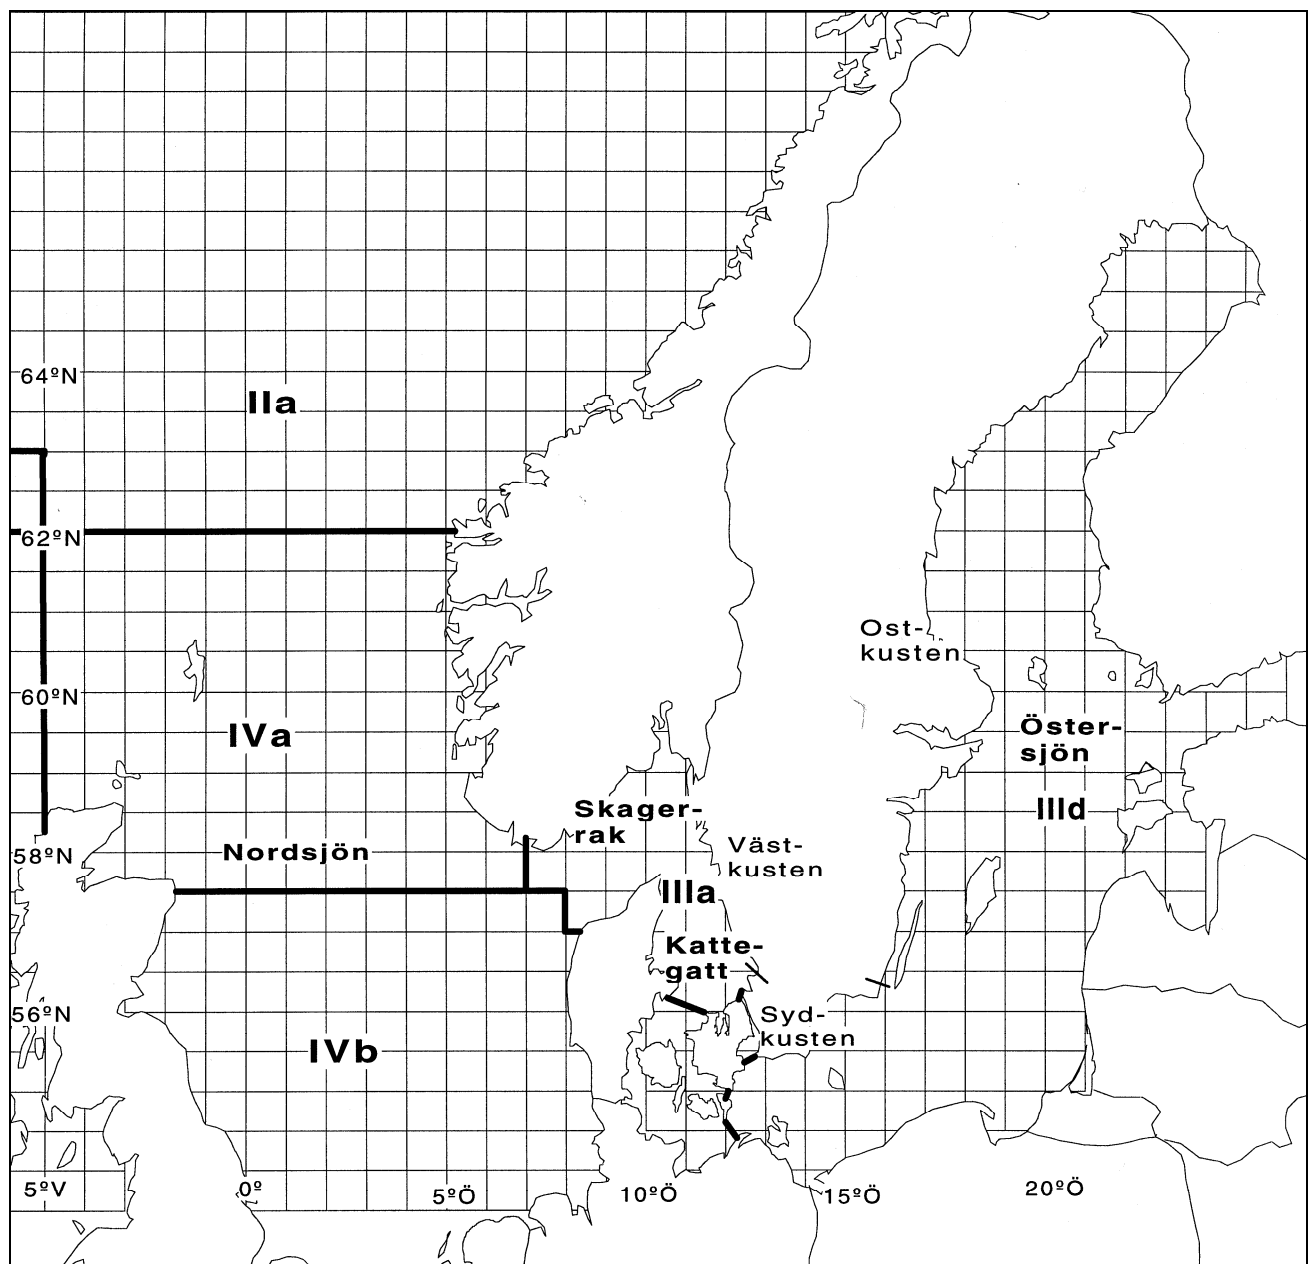 64ºN
IIa
62ºN
Ost-
kusten
60ºN
IVa
Öster-
sjön
Skager-
rak
IIId
Nordsjön
58ºN
Väst-
kusten
IIIa
Katte-
gatt
56ºN
Syd-
kusten
IVb
5ºV
0º
5ºÖ
10ºÖ
15ºÖ
20ºÖ